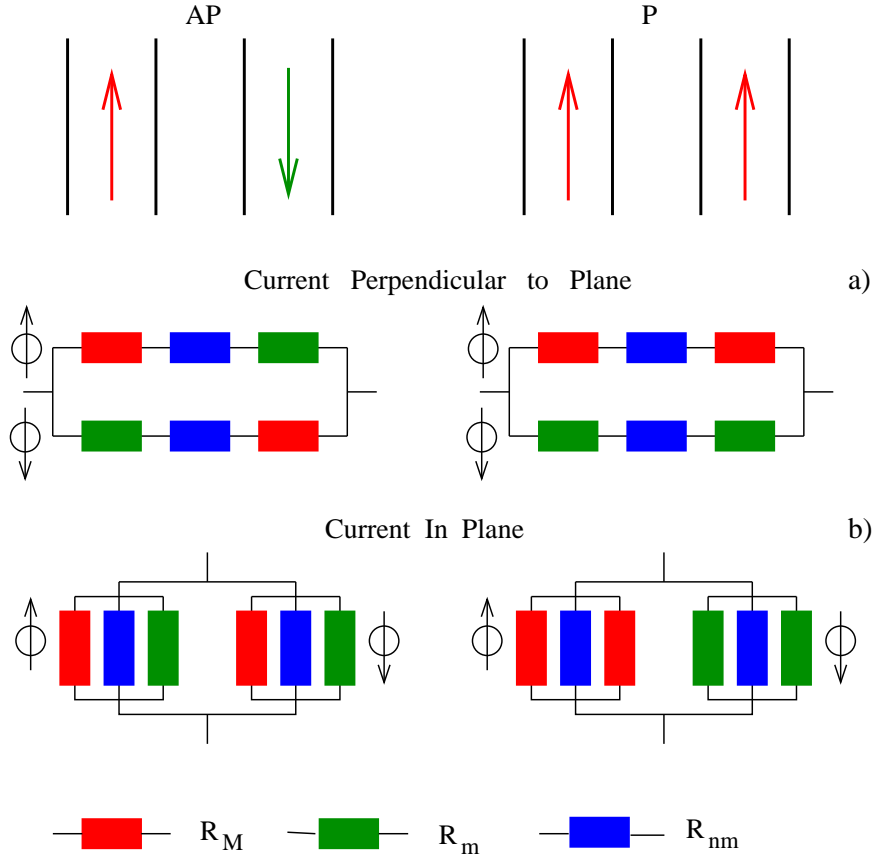 AP P
Current Perpendicular to Plane a)
Current In Plane b)
R_M R_m R_nm